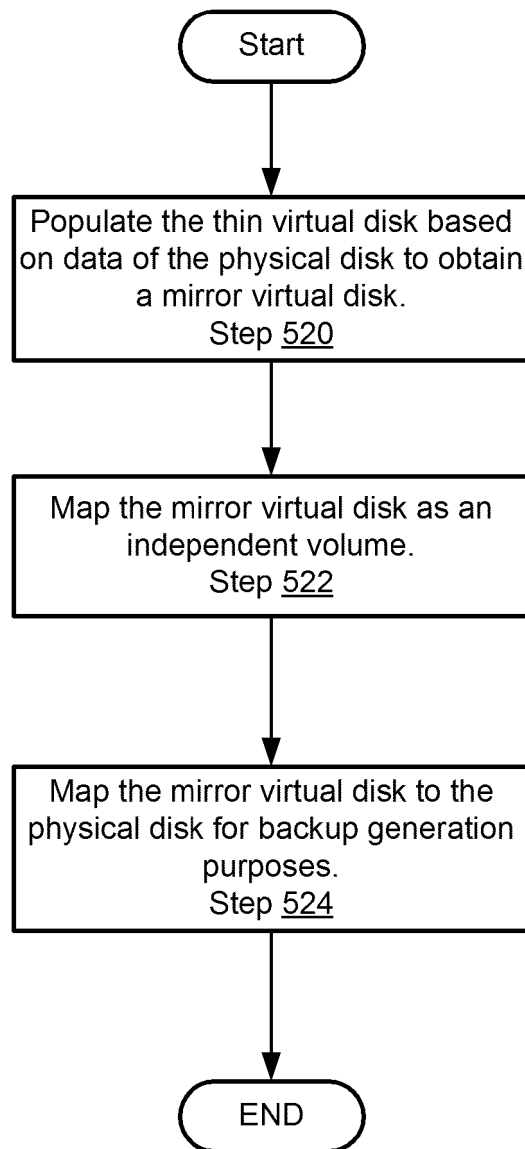 Start
Populate the thin virtual disk based
on data of the physical disk to obtain
a mirror virtual disk.
Step 520
Map the mirror virtual disk as an
independent volume.
Step 522
Map the mirror virtual disk to the
physical disk for backup generation
purposes.
Step 524
END